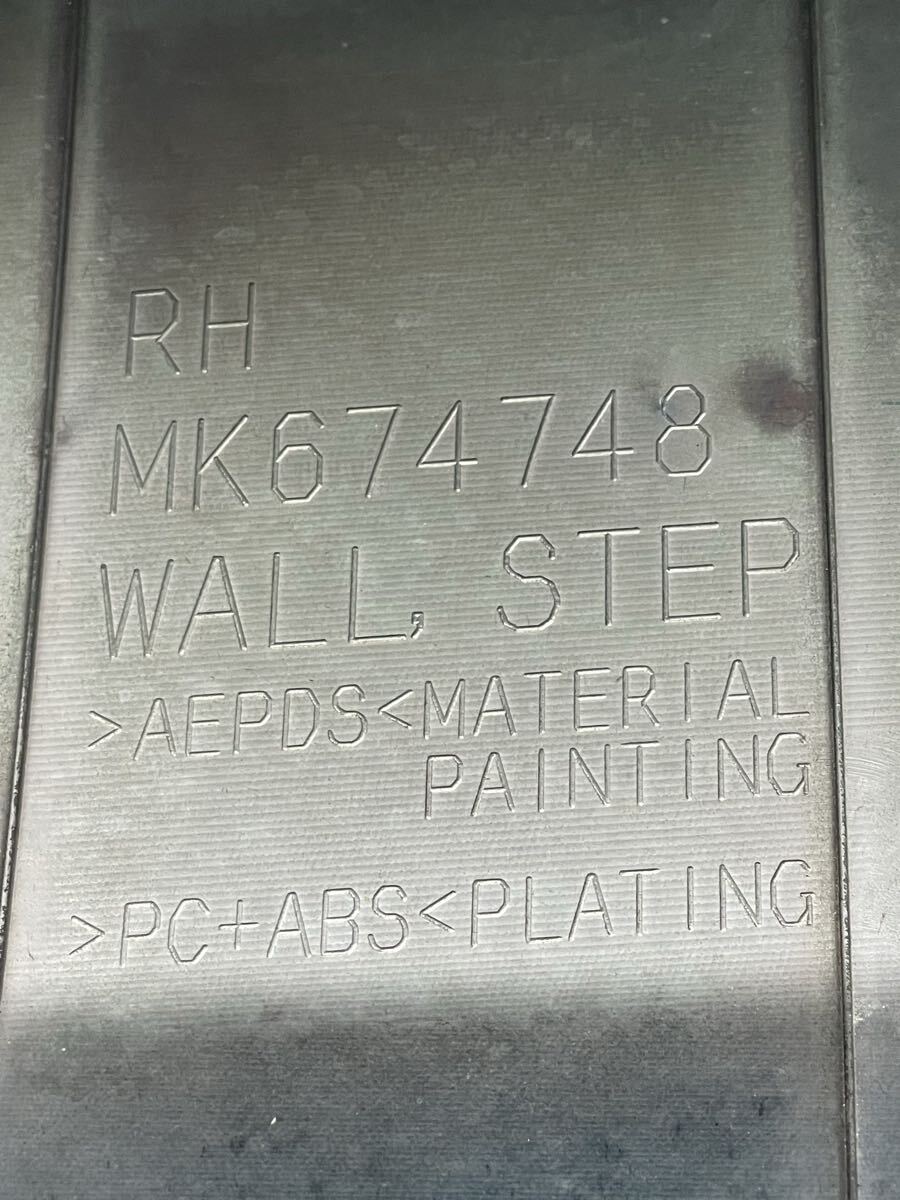 RH
MK674748
WALL, STEP
>AEPDS<MATERIAL
PAINTING
>PC+ABS<PLATING